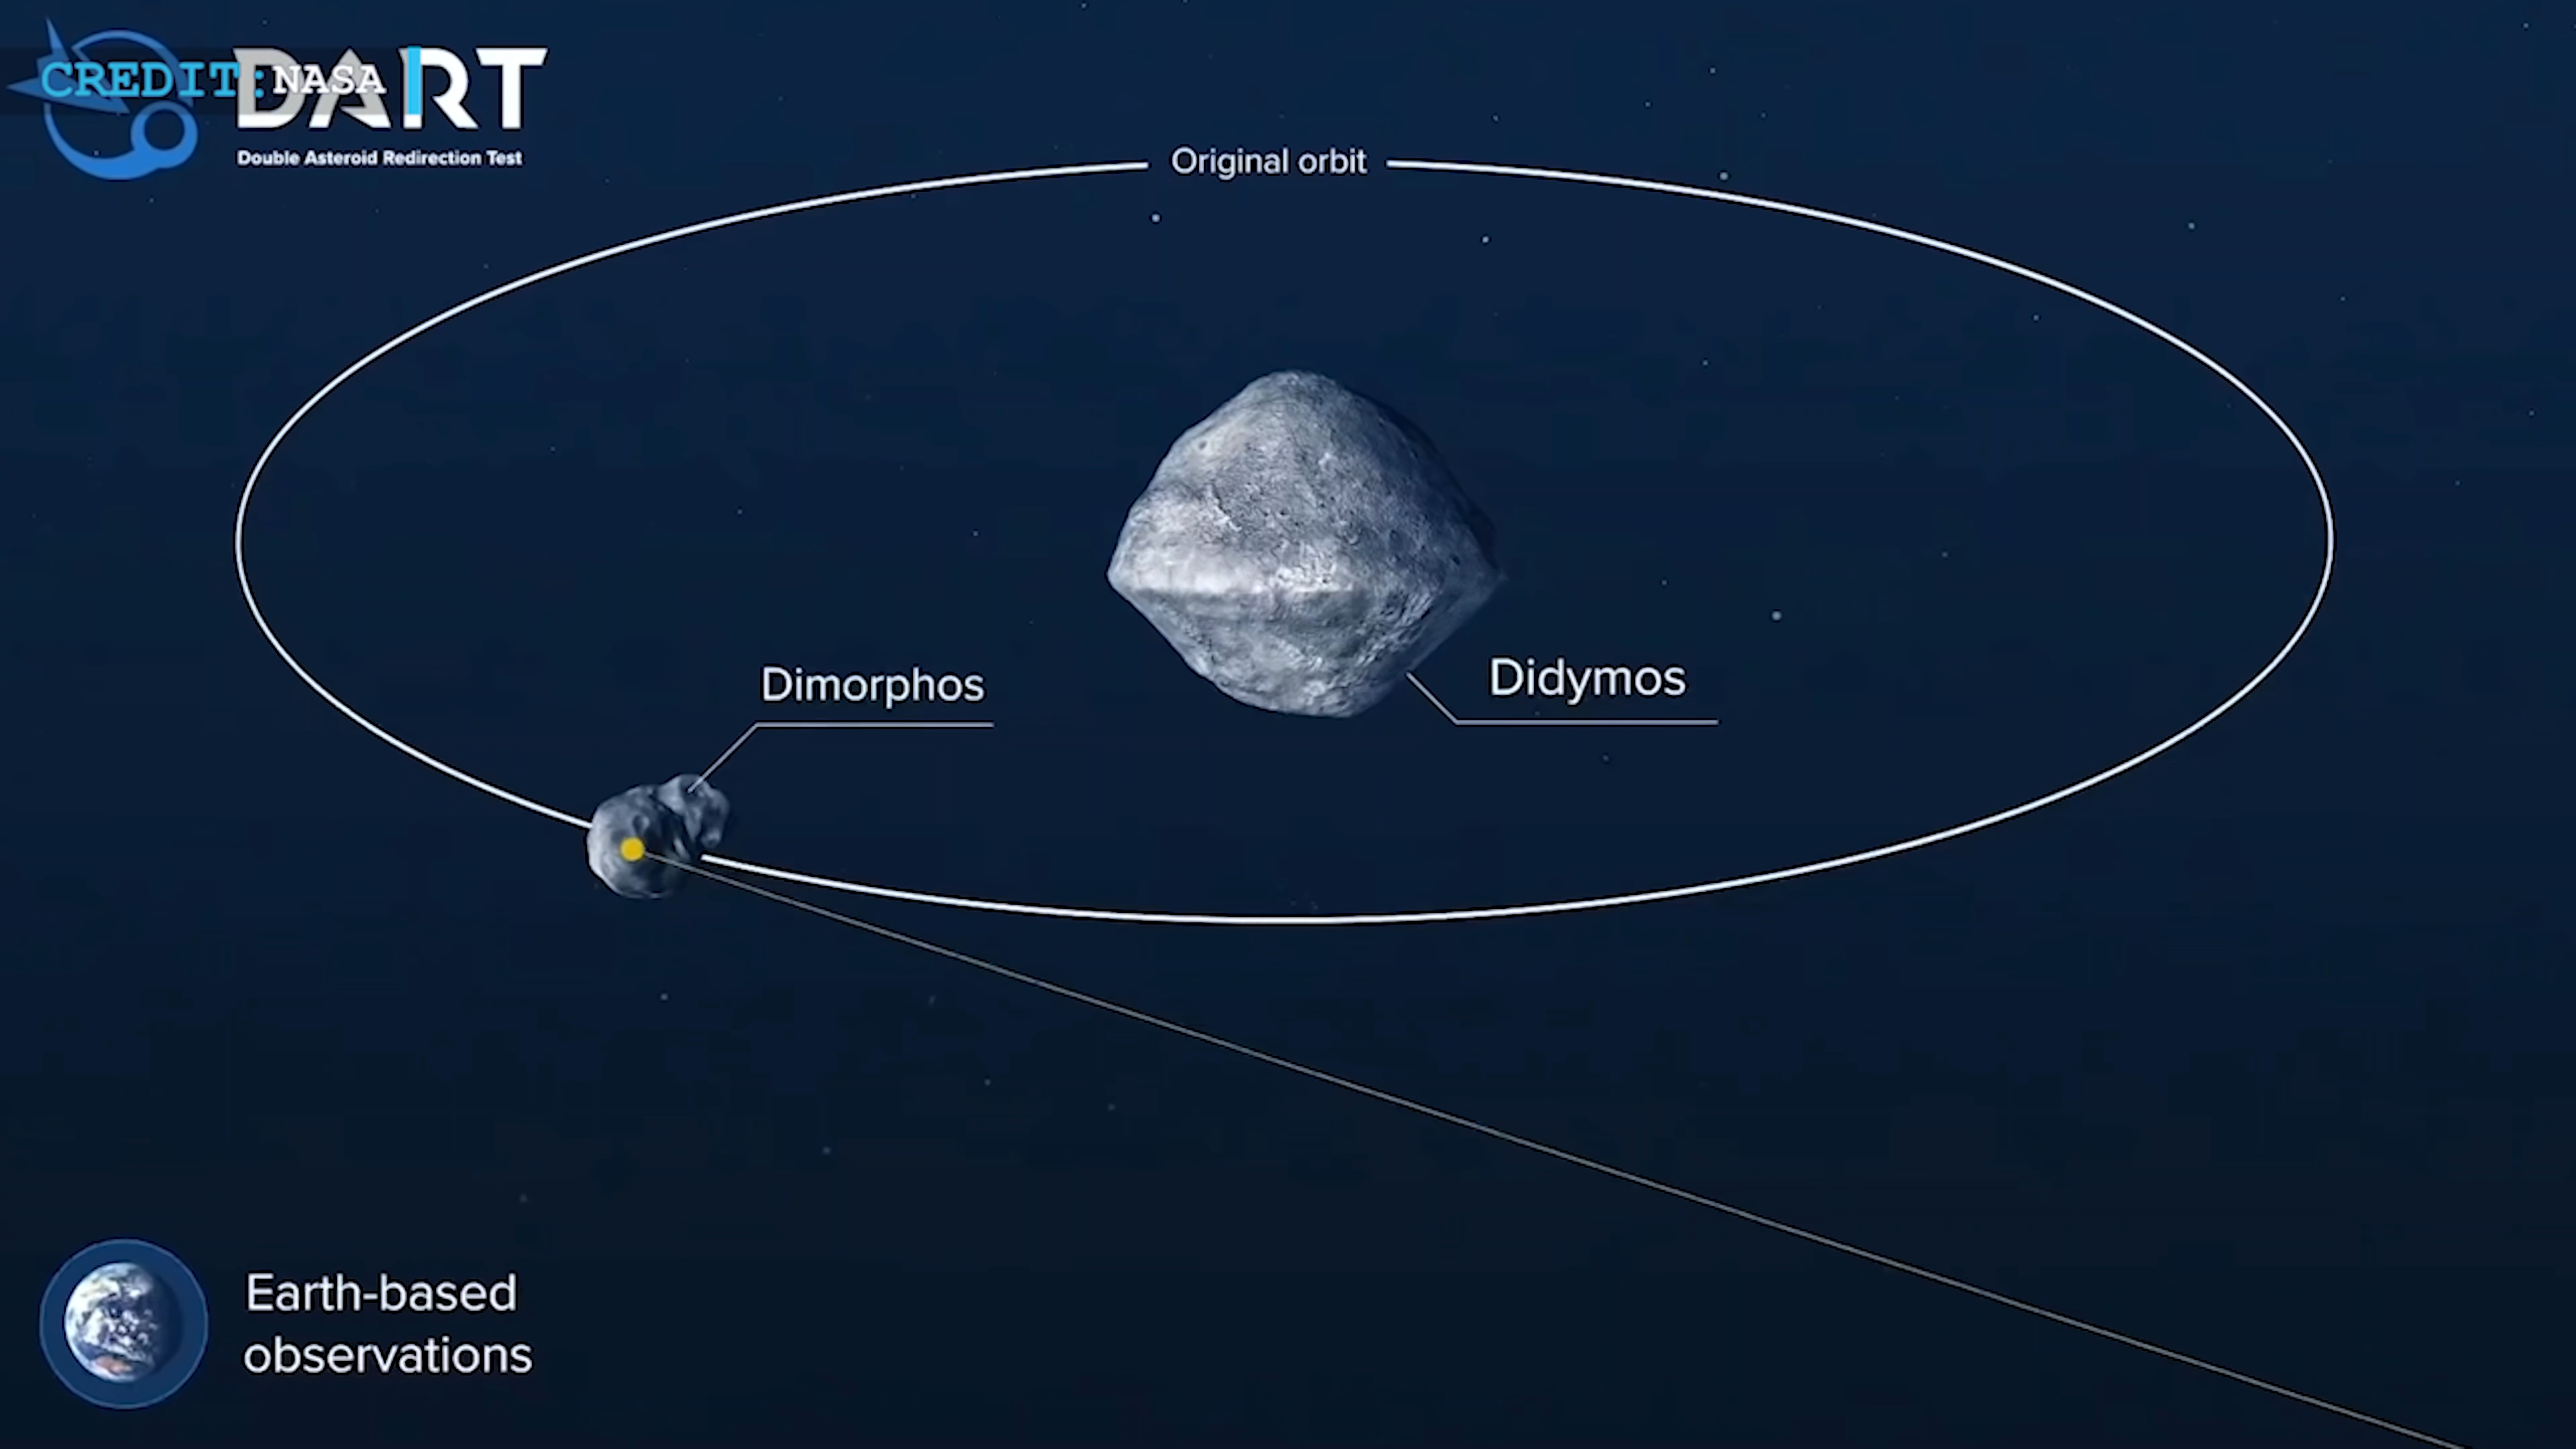 CREDIT: NASA
DART
Double Asteroid Redirection Test
Original orbit
Dimorphos
Didymos
Earth-based
observations